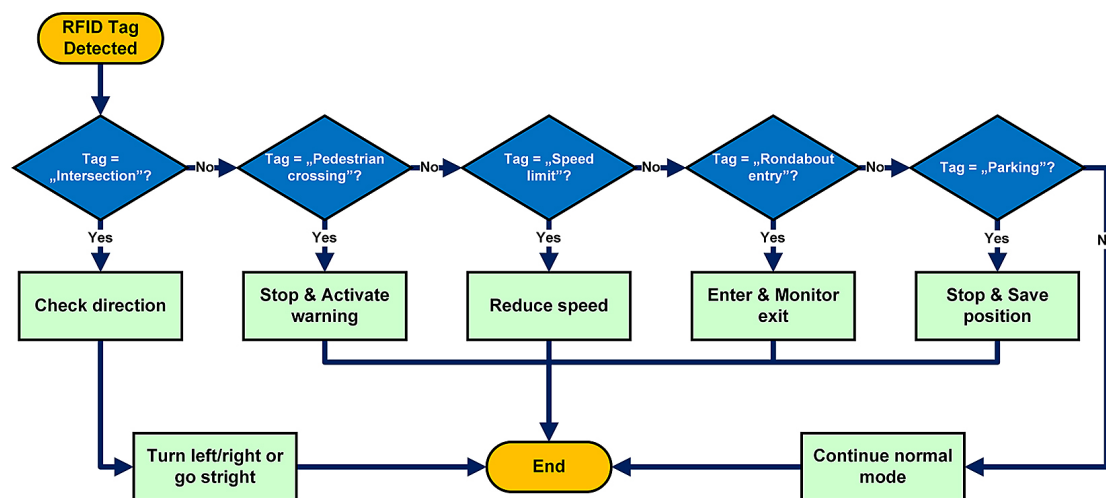 RFID Tag
Detected
Tag =
„Intersection”?
No
Tag = „Pedestrian
crossing”?
No
Tag = „Speed
limit”?
No
Tag = „Rondabout
entry”?
No
Tag = „Parking”?
Yes
Yes
Yes
Yes
Yes
N
Check direction
Stop & Activate
warning
Reduce speed
Enter & Monitor
exit
Stop & Save
position
Turn left/right or
go stright
End
Continue normal
mode